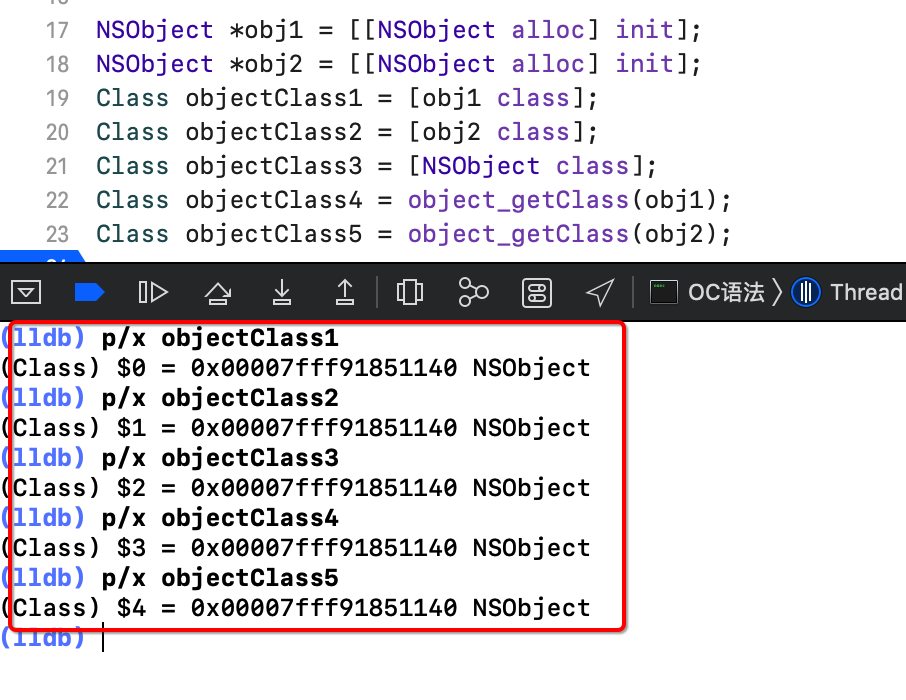 17 NSObject *obj1 = [[NSObject alloc] init];
18 NSObject *obj2 = [[NSObject alloc] init];
19 Class objectClass1 = [obj1 class];
20 Class objectClass2 = [obj2 class];
21 Class objectClass3 = [NSObject class];
22 Class objectClass4 = object_getClass(obj1);
23 Class objectClass5 = object_getClass(obj2);
OC语法 〉 Thread
(lldb) p/x objectClass1
(Class) $0 = 0x00007fff91851140 NSObject
(lldb) p/x objectClass2
(Class) $1 = 0x00007fff91851140 NSObject
(lldb) p/x objectClass3
(Class) $2 = 0x00007fff91851140 NSObject
(lldb) p/x objectClass4
(Class) $3 = 0x00007fff91851140 NSObject
(lldb) p/x objectClass5
(Class) $4 = 0x00007fff91851140 NSObject
(lldb)